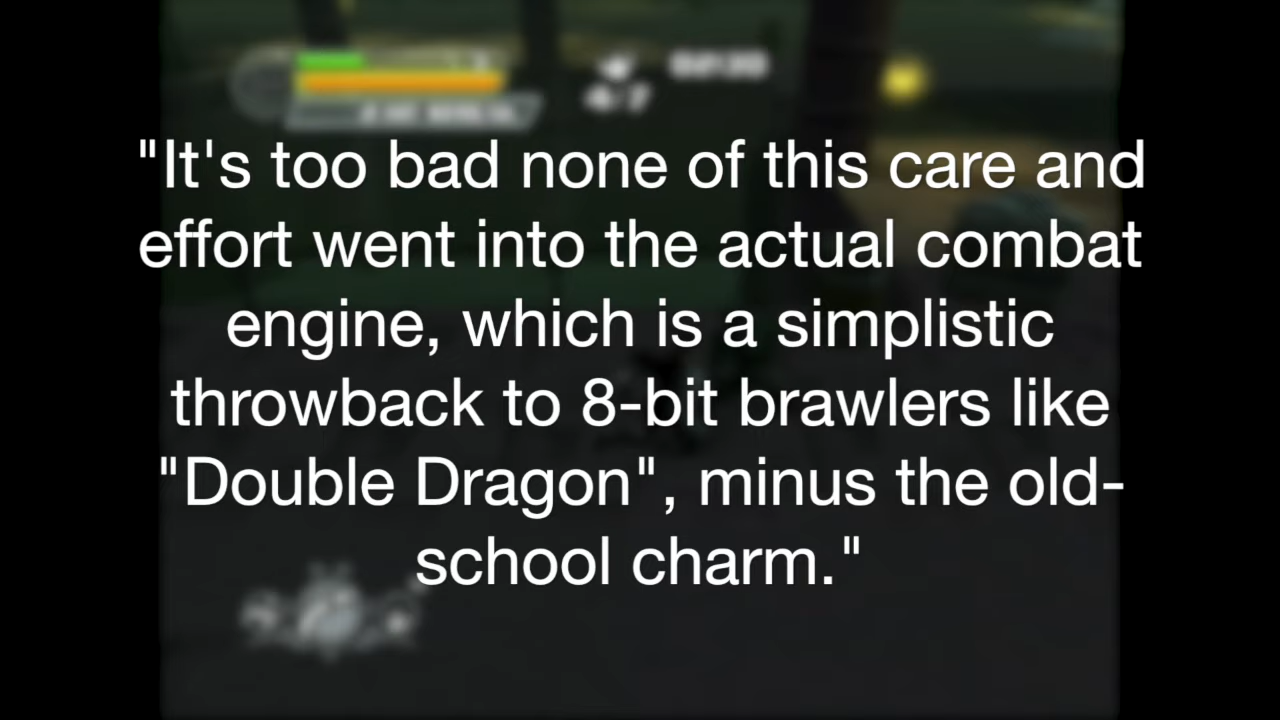 "It's too bad none of this care and
effort went into the actual combat
engine, which is a simplistic
throwback to 8-bit brawlers like
"Double Dragon", minus the old-
school charm."